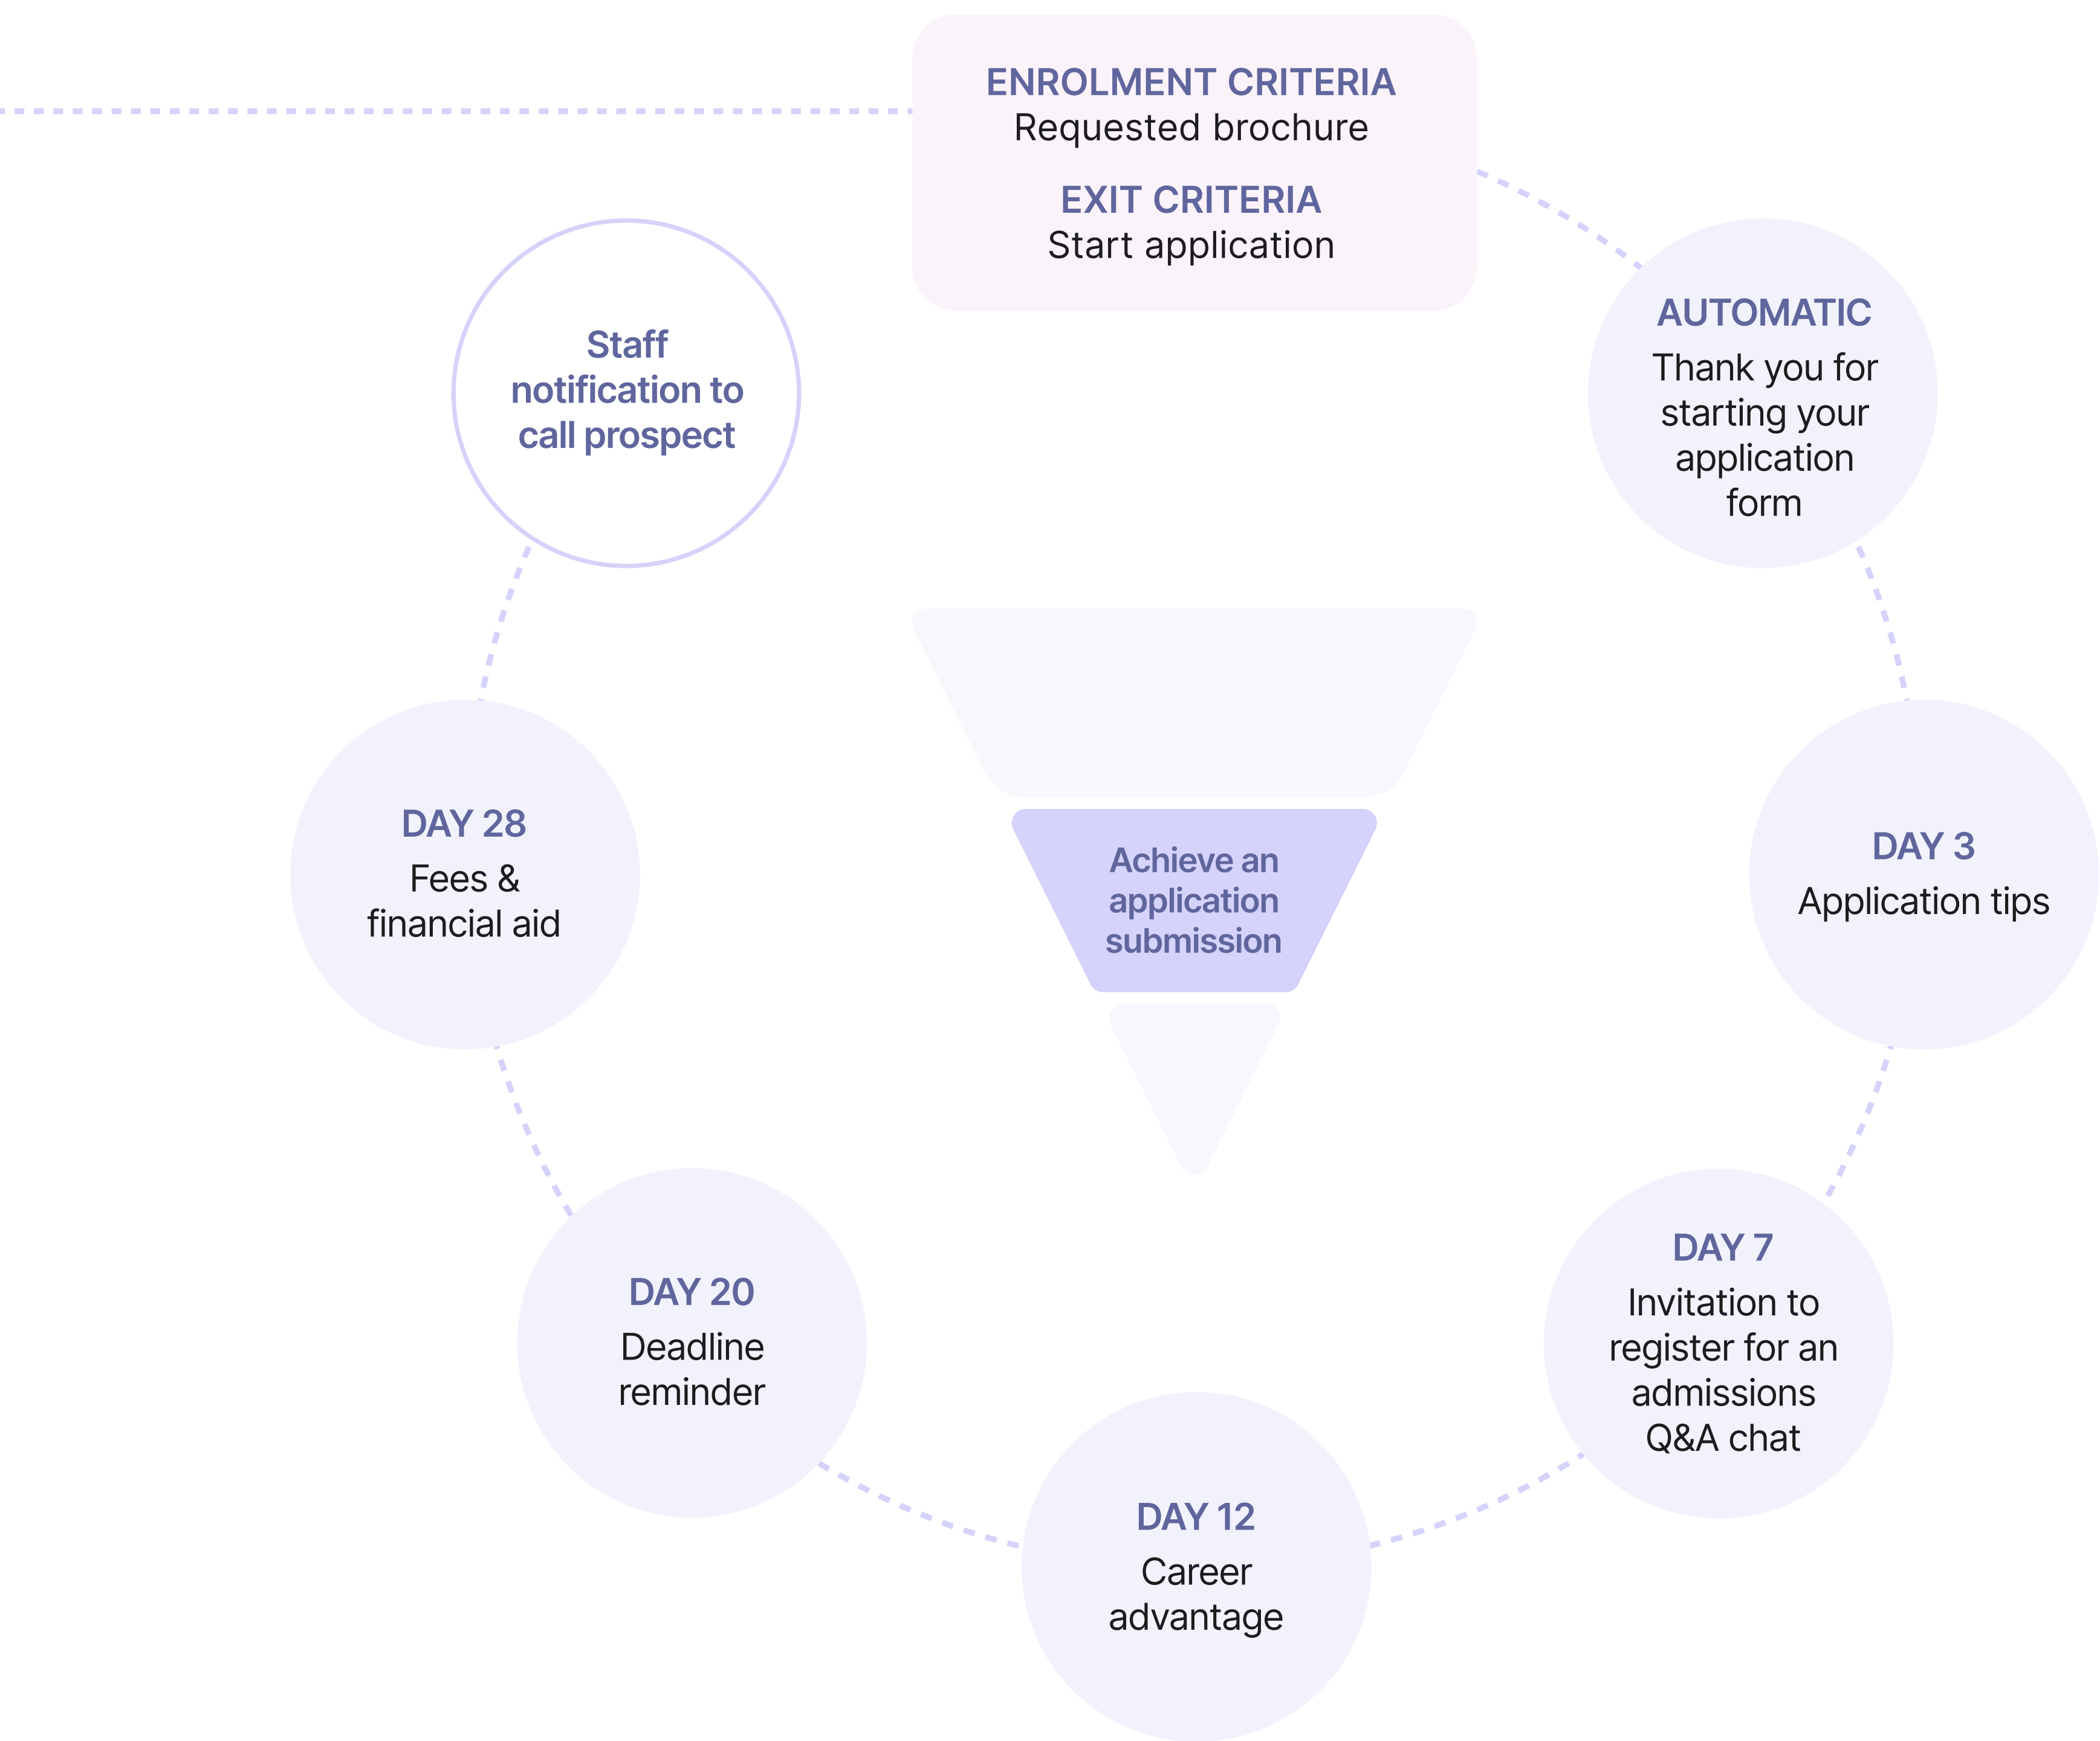 ENROLMENT CRITERIA
Requested brochure
EXIT CRITERIA
Start application
AUTOMATIC
Thank you for
starting your
application
form
DAY 3
Application tips
DAY 7
Invitation to
register for an
admissions
Q&A chat
DAY 12
Career
advantage
DAY 20
Deadline
reminder
DAY 28
Fees &
financial aid
Staff
notification to
call prospect
Achieve an
application
submission